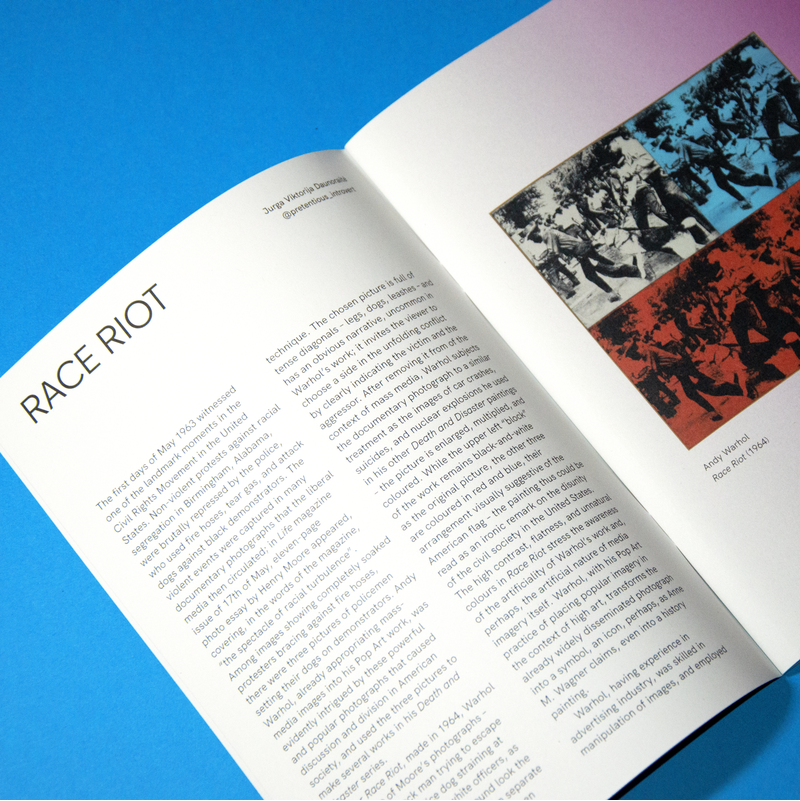 Jurga Viktorija Daunoraitė
@pretentious_introvert
RACE RIOT
The first days of May 1963 witnessed
one of the landmark moments in the
Civil Rights Movement in the United
States. Non-violent protests against racial
segregation in Birmingham, Alabama,
were brutally repressed by the police,
who used fire hoses, tear gas, and attack
dogs against black demonstrators. The
violent events were captured in many
documentary photographs that the liberal
media then circulated: in Life magazine
issue of 17th of May, eleven-page
photo essay by Henry Moore appeared,
covering, in the words of the magazine,
"the spectacle of racial turbulence".
Among images showing completely soaked
protesters bracing against fire hoses,
there were three pictures of policemen
setting their dogs on demonstrators. Andy
Warhol, already appropriating mass-
media images into his Pop Art work, was
evidently intrigued by these powerful
and popular photographs that caused
discussion and division in American
society, and used the three pictures to
make several works in his Death and
series.
Race Riot, made in 1964, Warhol
of Moore's photographs –
man trying to escape
dog straining at
white officers, as
look the
separate
technique. The chosen picture is full of
tense diagonals – legs, dogs, leashes - and
has an obvious narrative, uncommon in
Warhol's work; it invites the viewer to
choose a side in the unfolding conflict
by clearly indicating the victim and the
aggressor. After removing it from of the
context of mass media, Warhol subjects
the documentary photograph to a similar
treatment as the images of car crashes,
suicides, and nuclear explosions he used
in his other Death and Disaster paintings
– the picture is enlarged, multiplied, and
coloured. While the upper left "block"
of the work remains black-and-white
as the original picture, the other three
are coloured in red and blue, their
arrangement visually suggestive of the
American flag – the painting thus could be
read as an ironic remark on the disunity
of the civil society in the United States.
The high contrast, flatness, and unnatural
colours in Race Riot stress the awareness
of the artificiality of Warhol's work and,
perhaps, the artificial nature of media
imagery itself. Warhol, with his Pop Art
practice of placing popular imagery in
the context of high art, transforms the
already widely disseminated photograph
into a symbol, an icon, perhaps, as Anne
M. Wagner claims, even into a history
painting.
Warhol, having experience in
advertising industry, was skilled in
manipulation of images, and employed
Andy Warhol
Race Riot (1964)